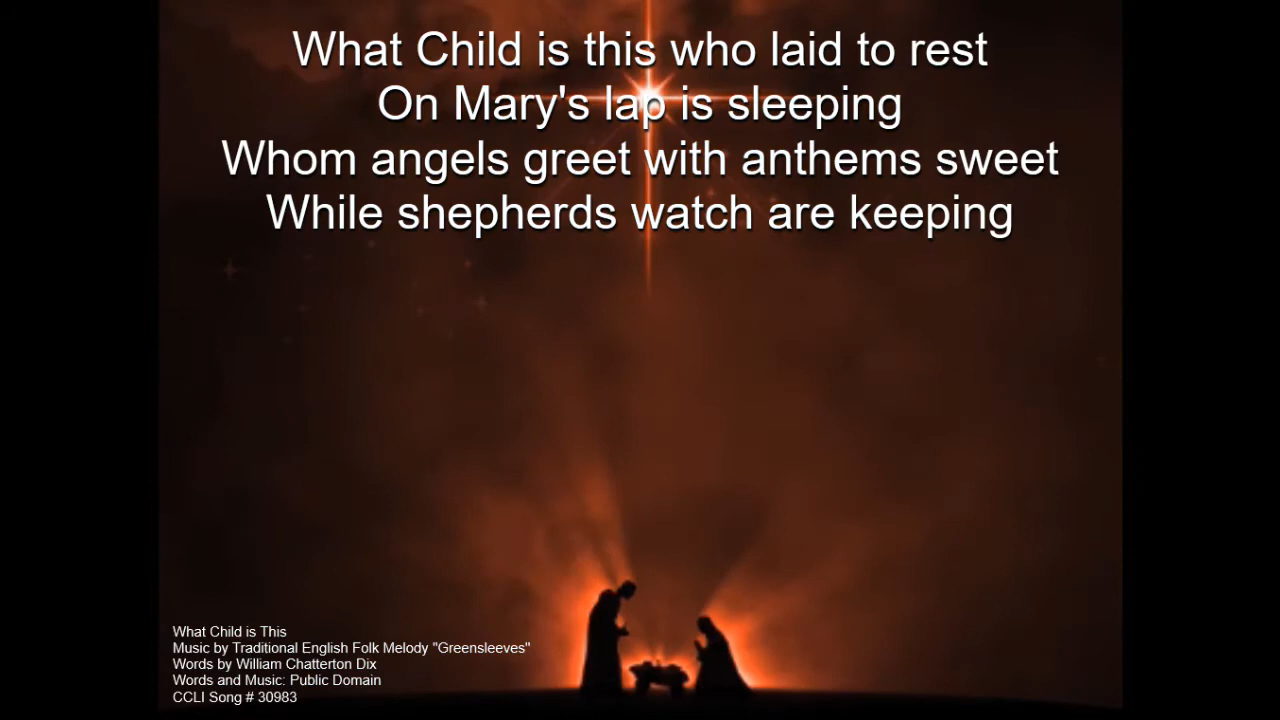 What Child is this who laid to rest
On Mary's lap is sleeping
Whom angels greet with anthems sweet
While shepherds watch are keeping
What Child is This
Music by Traditional English Folk Melody "Greensleeves"
Words by William Chatterton Dix
Words and Music: Public Domain
CCLI Song # 30983